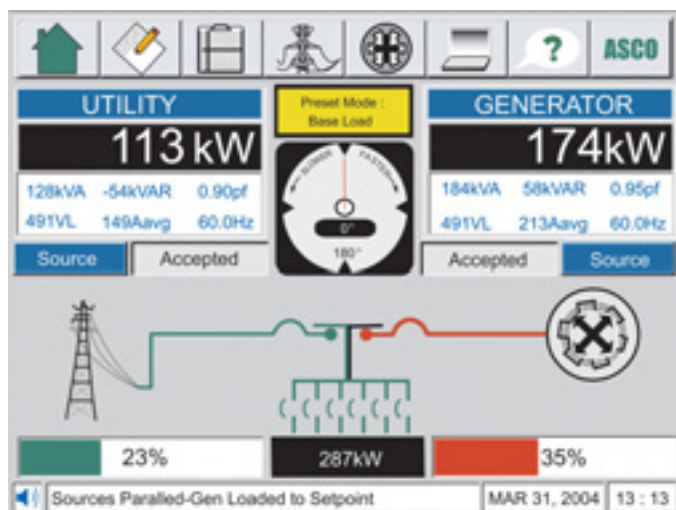 ? ASCO
UTILITY
Preset Mode :
Base Load
GENERATOR
113 kW
174kW
SLOWER FASTER
128kVA -54kVAR 0.90pf
184kVA 58kVAR 0.95pf
0°
491VL 149Aavg 60.0Hz
491VL 213Aavg 60.0Hz
180°
Source Accepted
Accepted Source
23% 287kW 35%
Sources Paralled-Gen Loaded to Setpoint MAR 31, 2004 13 : 13